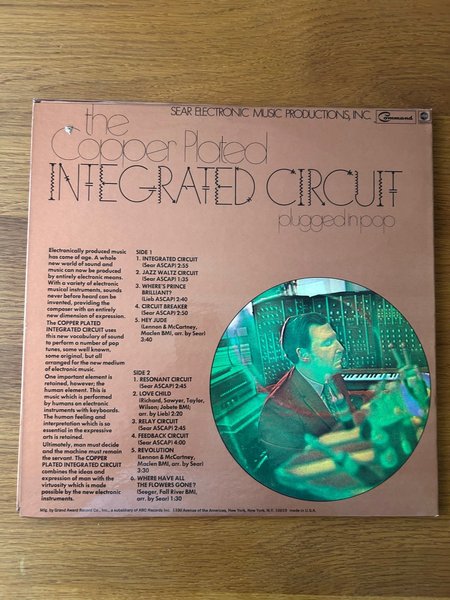 SEAR ELECTRONIC MUSIC PRODUCTIONS, INC.
Command
abc
the
Copper Plated
INTEGRATED CIRCUIT
plugged in pop
Electronically produced music
has come of age. A whole
new world of sound and
music can now be produced
by entirely electronic means.
With a variety of electronic
musical instruments, sounds
never before heard can be
invented, providing the
composer with an entirely
new dimension of expression.
The COPPER PLATED
INTEGRATED CIRCUIT uses
this new vocabulary of sound
to perform a number of pop
tunes, some well known,
some original, but all
arranged for the new medium
of electronic music.
One important element is
retained, however; the
human element. This is
music which is performed
by humans on electronic
instruments with keyboards.
The human feeling and
interpretation which is so
essential in the expressive
arts is retained.
Ultimately, man must decide
and the machine must remain
the servant. The COPPER
PLATED INTEGRATED CIRCUIT
combines the ideas and
expression of man with the
virtuosity which is made
possible by the new electronic
instruments.
SIDE 1
1. INTEGRATED CIRCUIT
(Sear ASCAP) 2:55
2. JAZZ WALTZ CIRCUIT
(Sear ASCAP) 1:35
3. WHERE'S PRINCE
BRILLIANT?
(Lieb ASCAP) 2:40
4. CIRCUIT BREAKER
(Sear ASCAP) 2:50
5. HEY JUDE
(Lennon & McCartney,
Maclen BMI, arr by Sear)
3:40
SIDE 2
1. RESONANT CIRCUIT
(Sear ASCAP) 2:45
2. LOVE CHILD
(Richard, Sawyer, Taylor,
Wilson; Jobete BMI;
arr by Lieb) 2:20
3. RELAY CIRCUIT
(Sear ASCAP) 2:45
4. FEEDBACK CIRCUIT
(Sear ASCAP) 4:00
5. REVOLUTION
(Lennon & McCartney,
Maclen BMI, arr. by Sear)
3:30
6. WHERE HAVE ALL
THE FLOWERS GONE?
(Seeger, Fall River BMI,
arr by Sear) 1:30
Mfg. by Grand Award Record Co., Inc., a subsidiary of ABC Records Inc. 1330 Avenue of the Americas, New York, New York, N.Y. 10019 made in U.S.A.